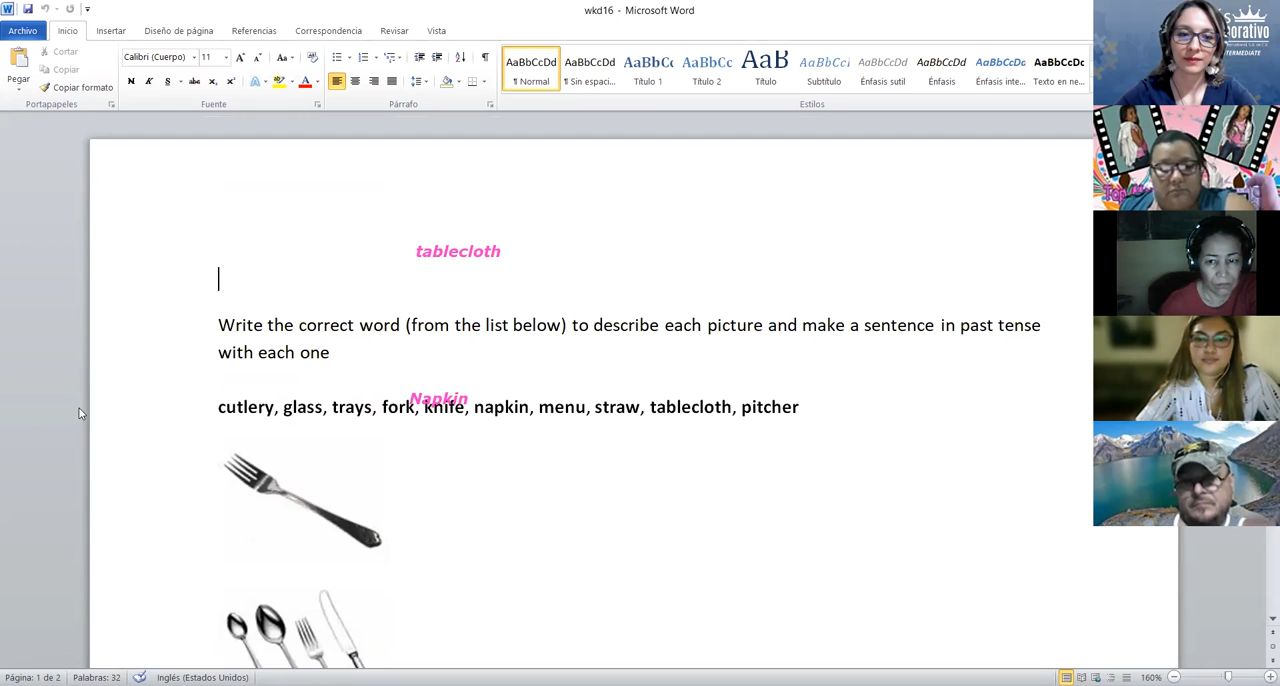 wkd16 - Microsoft Word
Archivo Inicio Insertar Diseño de página Referencias Correspondencia Revisar Vista
Pegar
Cortar
Copiar
Copiar formato
Portapapeles
Calibri (Cuerpo) 11
Fuente
Párrafo
AaBbCcDd AaBbCcDd AaBbCc AaBbCc AaB AaBbCcI AaBbCcDd AaBbCcDd AaBbCcDc AaBbCcDc
¶ Normal ¶ Sin espaci... Título 1 Título 2 Título Subtítulo Énfasis sutil Énfasis Énfasis inte... Texto en ne...
Estilos
tablecloth
Write the correct word (from the list below) to describe each picture and make a sentence in past tense
with each one
Napkin
cutlery, glass, trays, fork, knife, napkin, menu, straw, tablecloth, pitcher
Página: 1 de 2 Palabras: 32 Inglés (Estados Unidos) 160%